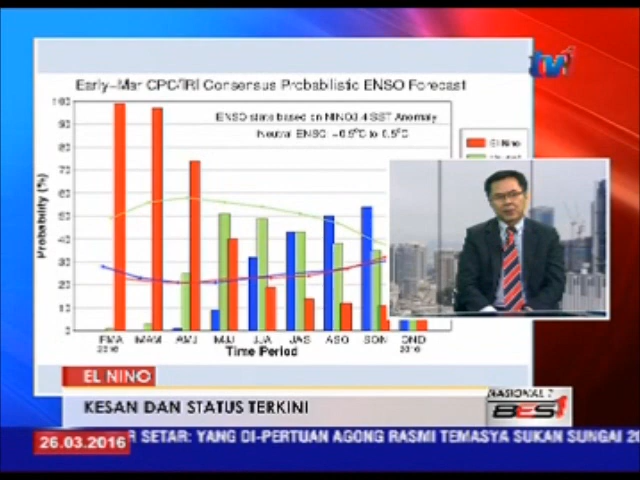 tv1
Early-Mar CPC/IRI Consensus Probabilistic ENSO Forecast
ENSO state based on NINO3.4 SST Anomaly
Neutral ENSO: -0.5°C to 0.5°C
El Nino
Probability (%)
100
90
80
70
60
50
40
30
20
10
0
FMA MAM AMJ MJJ JJA JAS ASO SON OND
2016 2016
Time Period
EL NINO
KESAN DAN STATUS TERKINI
NASIONAL 7
BES1
26.03.2016 R SETAR: YANG DI-PERTUAN AGONG RASMI TEMASYA SUKAN SUNGAI